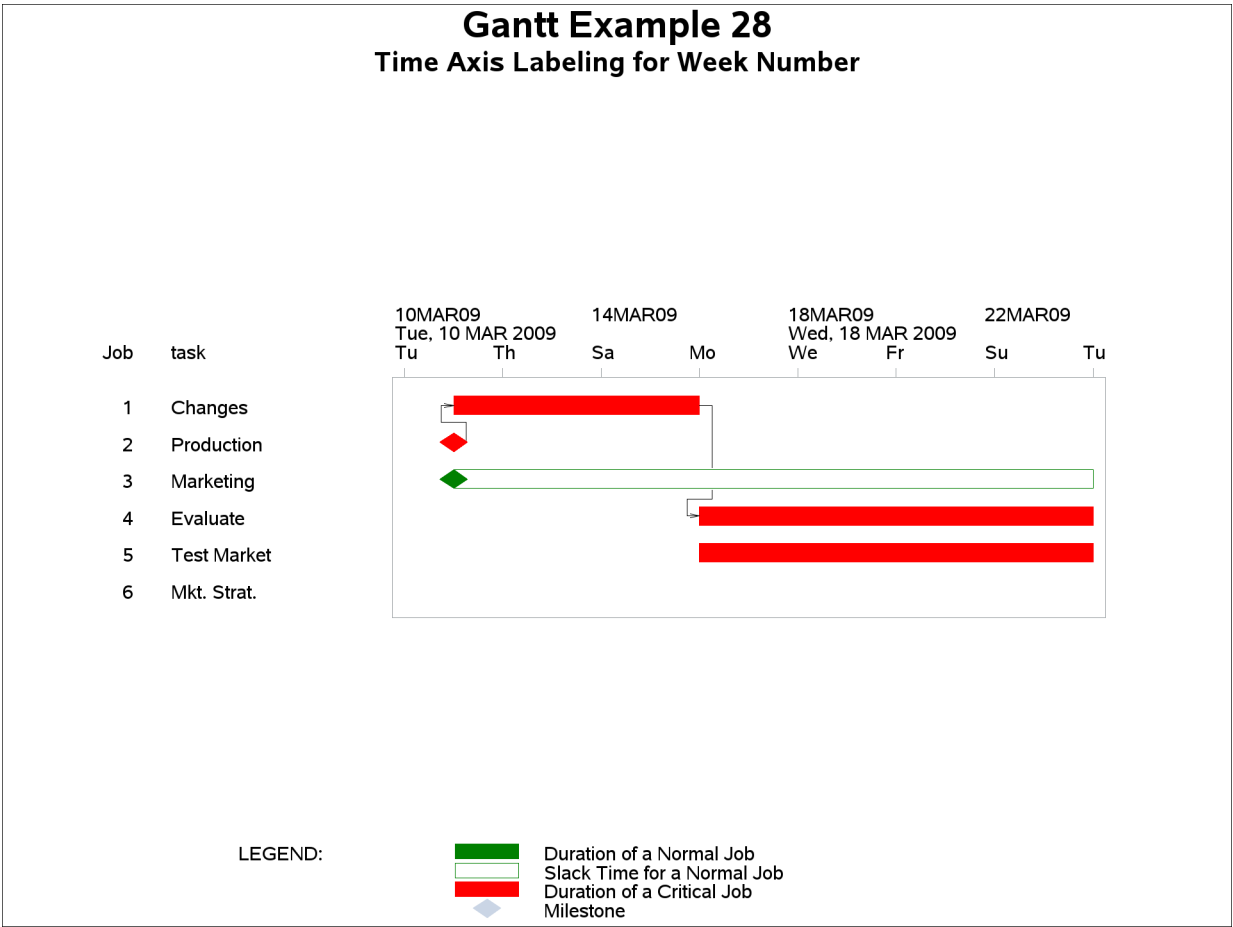 Gantt Example 28
Time Axis Labeling for Week Number
10MAR09 14MAR09 18MAR09 22MAR09
Tue, 10 MAR 2009 Wed, 18 MAR 2009
Job task Tu Th Sa Mo We Fr Su Tu
1 Changes
2 Production
3 Marketing
4 Evaluate
5 Test Market
6 Mkt. Strat.
LEGEND: Duration of a Normal Job
Slack Time for a Normal Job
Duration of a Critical Job
Milestone